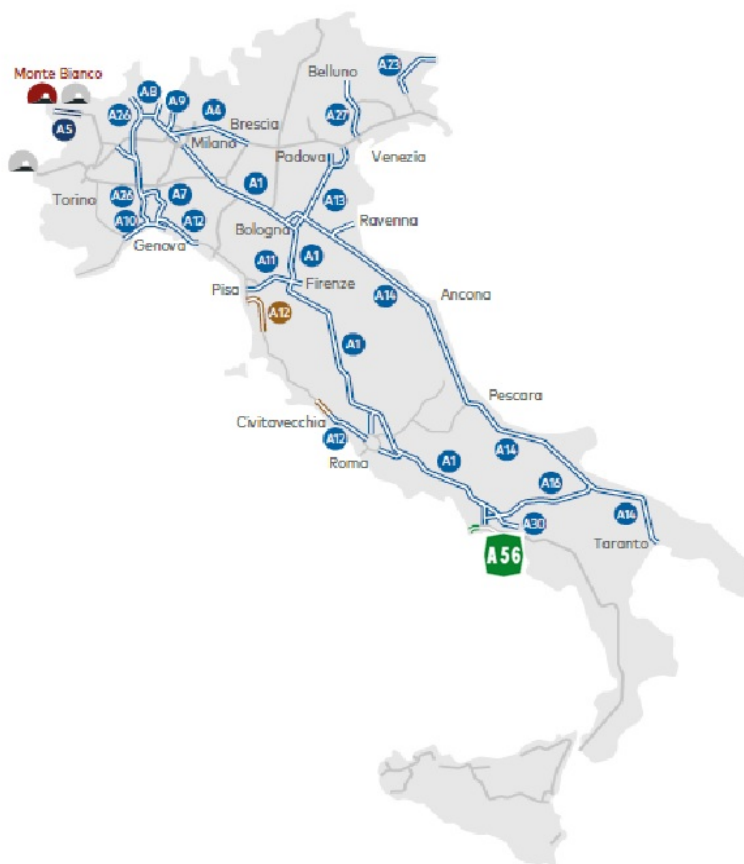 A23
Monte Bianco
Belluno
A8
A9
A4
A26
A27
Brescia
A5
Milano
Padova
Venezia
A1
Torino
A26
A7
A13
A10
A12
Ravenna
Bologna
Genova
A11
A1
Firenze
Pisa
A14
Ancona
A12
A1
Pescara
Civitavecchia
A12
A14
Roma
A1
A16
A14
A30
Taranto
A56